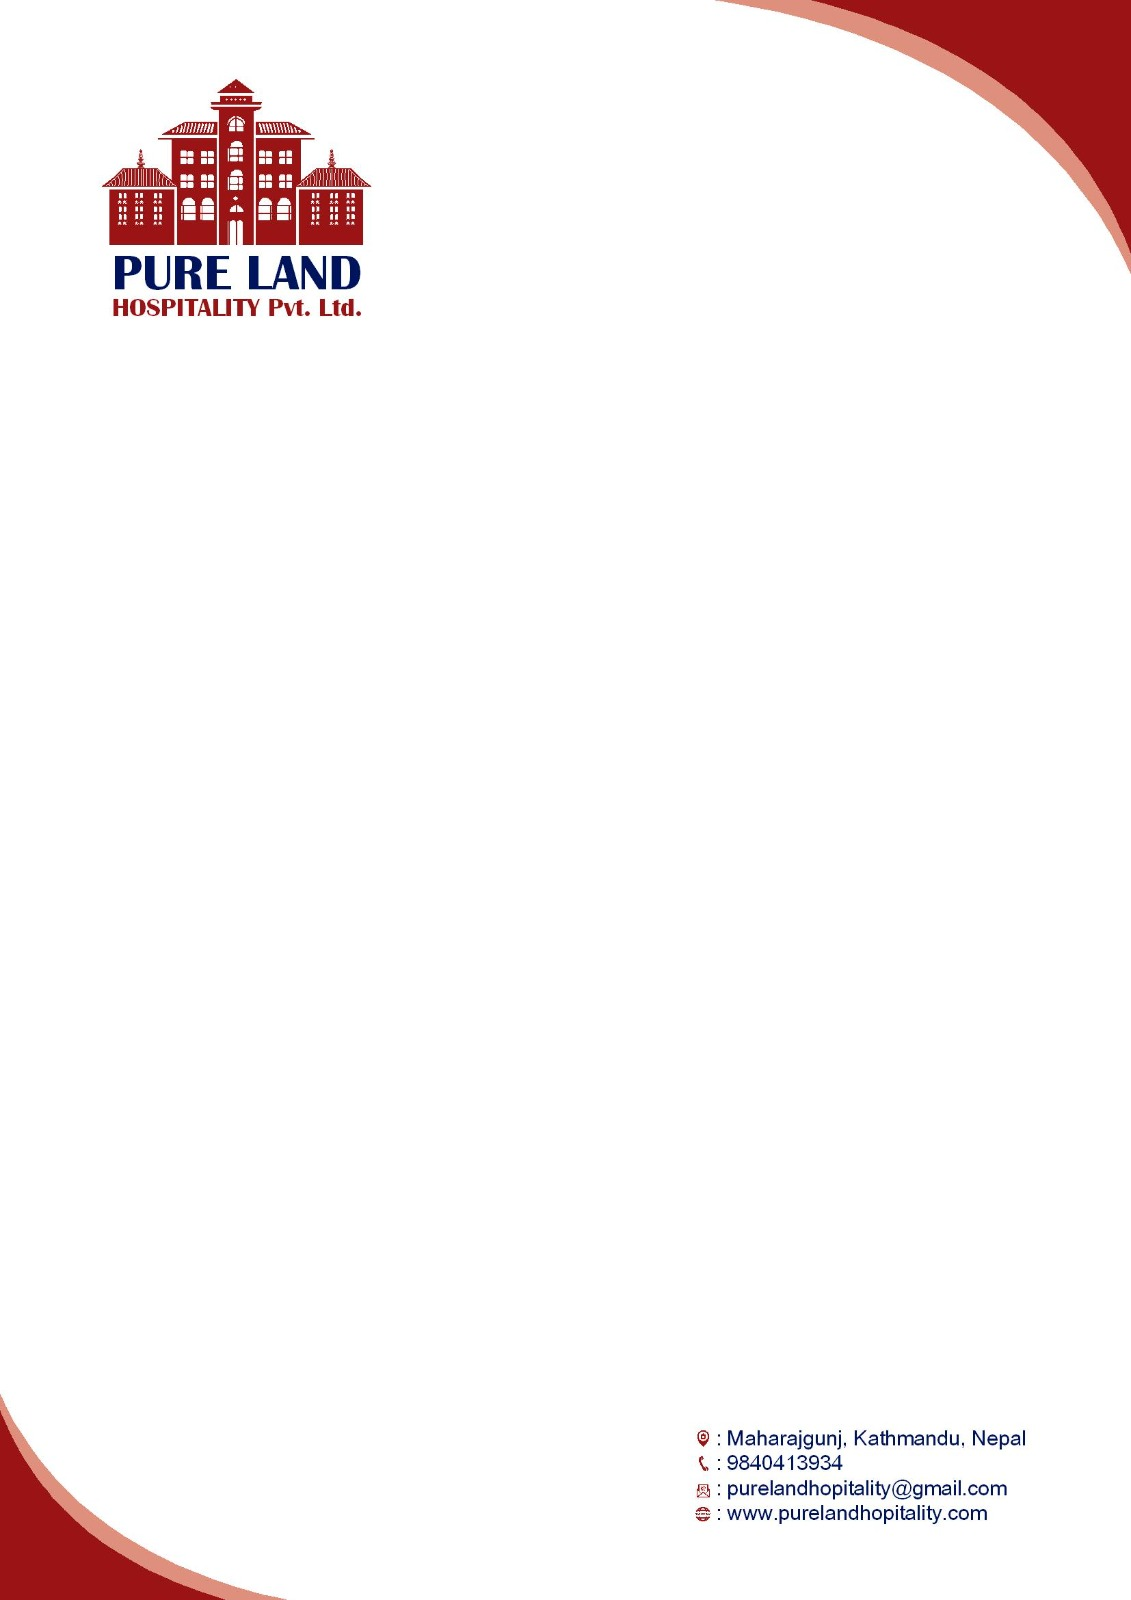 PURE LAND
HOSPITALITY Pvt. Ltd.
: Maharajgunj, Kathmandu, Nepal
: 9840413934
: purelandhopitality@gmail.com
: www.purelandhopitality.com